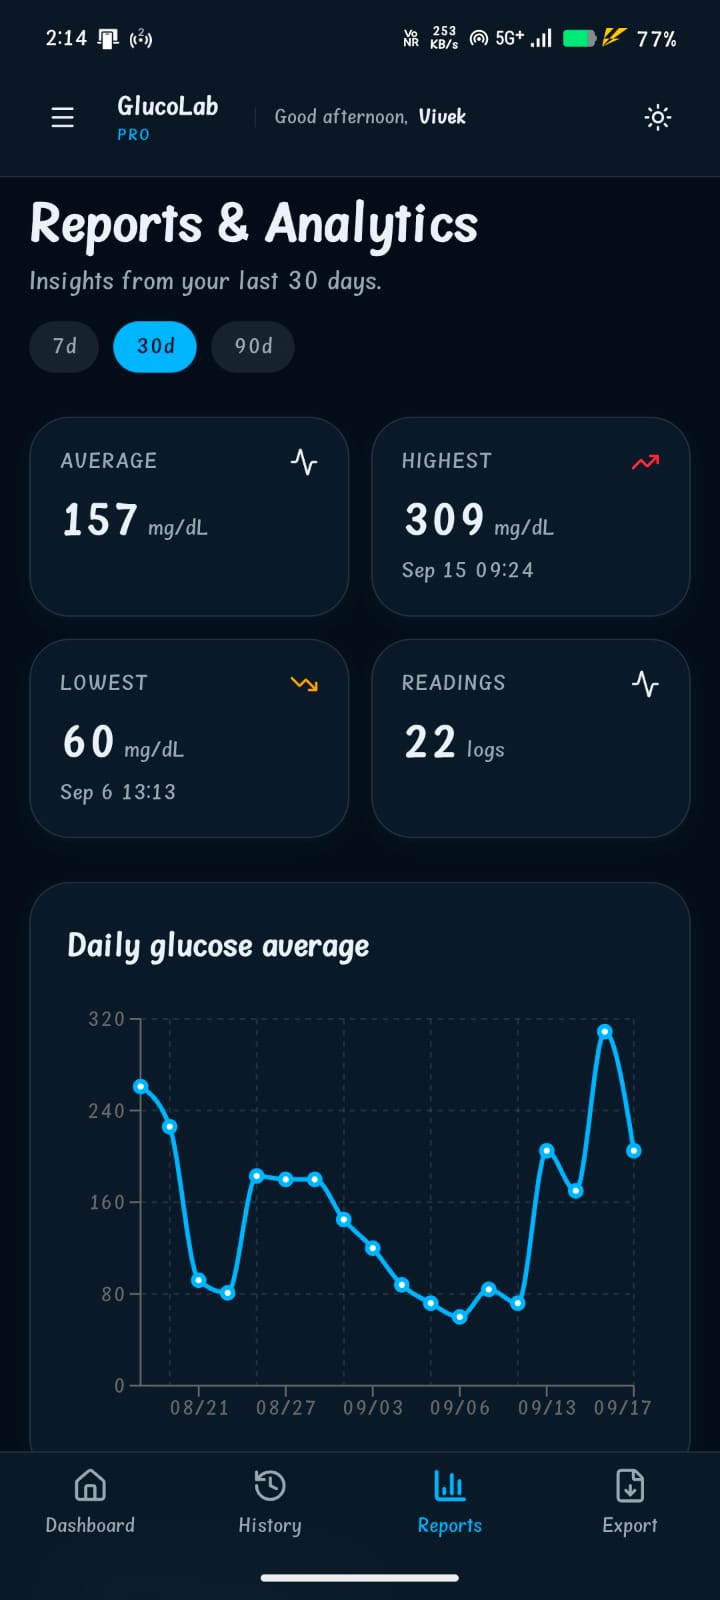 2:14 2 VoNR 253 KB/s 5G+ 77%
GlucoLab
PRO
Good afternoon, Vivek
Reports & Analytics
Insights from your last 30 days.
7d 30d 90d
AVERAGE
157 mg/dL
HIGHEST
309 mg/dL
Sep 15 09:24
LOWEST
60 mg/dL
Sep 6 13:13
READINGS
22 logs
Daily glucose average
320
240
160
80
0
08/21 08/27 09/03 09/06 09/13 09/17
Dashboard History Reports Export